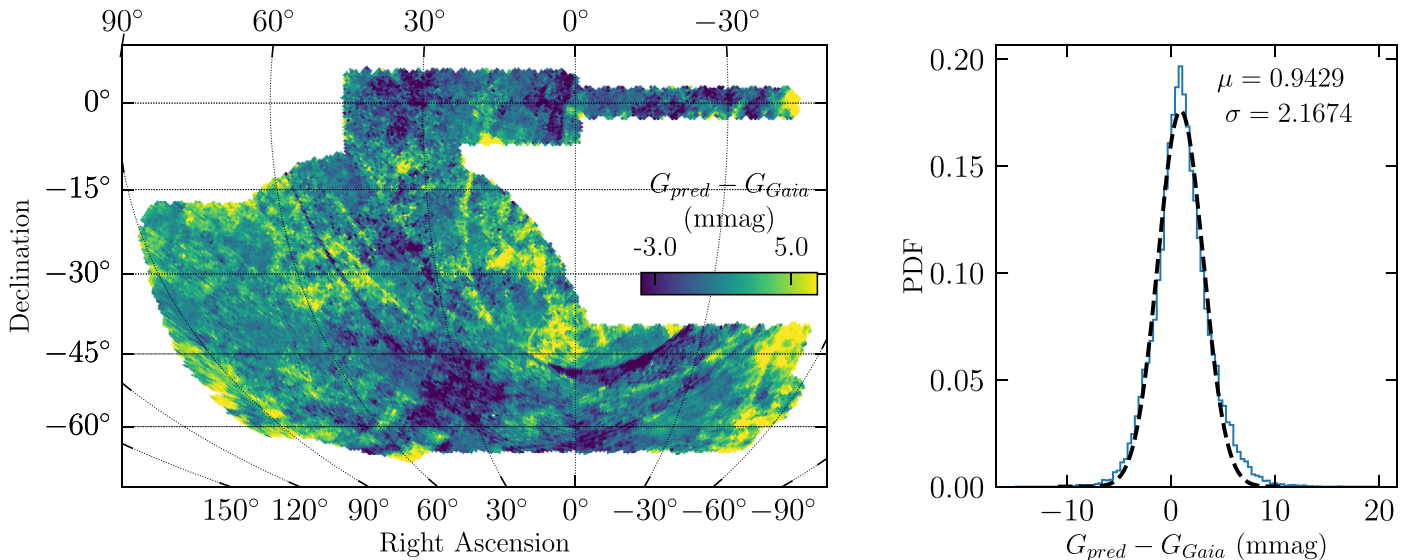 90° 60° 30° 0° −30°
0°
−15°
−30°
−45°
−60°
Declination
G_pred − G_Gaia
(mmag)
-3.0 5.0
150° 120° 90° 60° 30° 0° −30° −60° −90°
Right Ascension
0.20
0.15
0.10
0.05
0.00
PDF
μ = 0.9429
σ = 2.1674
−10 0 10 20
G_pred − G_Gaia (mmag)